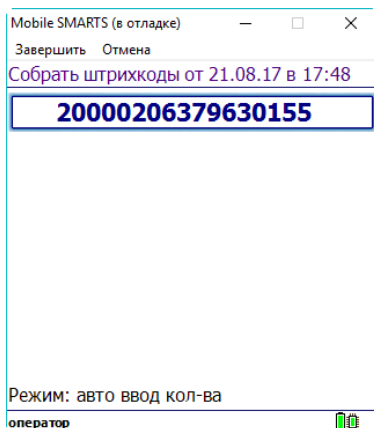 Mobile SMARTS (в отладке)
Завершить Отмена
Собрать штрихкоды от 21.08.17 в 17:48
20000206379630155
Режим: авто ввод кол-ва
оператор